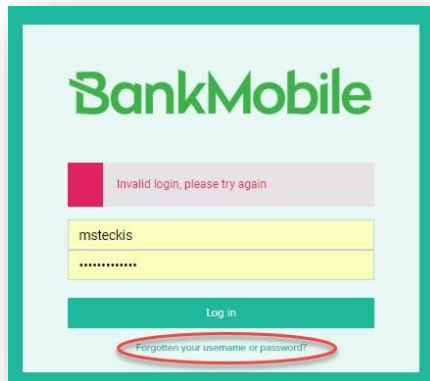 BankMobile
Invalid login, please try again
msteckis
•••••••••••••
Log in
Forgotten your username or password?